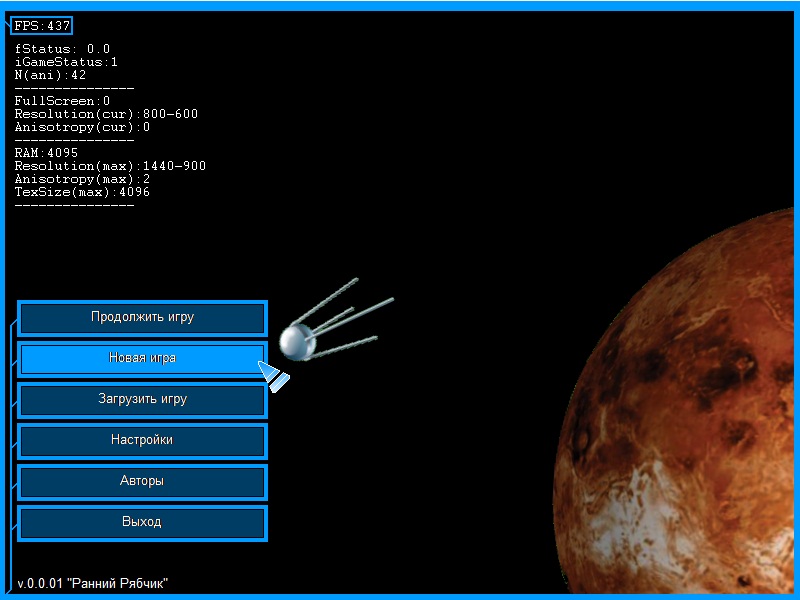 FPS:437
fStatus: 0.0
iGameStatus:1
N(ani):42
---------------
FullScreen:0
Resolution(cur):800-600
Anisotropy(cur):0
---------------
RAM:4095
Resolution(max):1440-900
Anisotropy(max):2
TexSize(max):4096
---------------
Продолжить игру
Новая игра
Загрузить игру
Настройки
Авторы
Выход
v.0.0.01 "Ранний Рябчик"